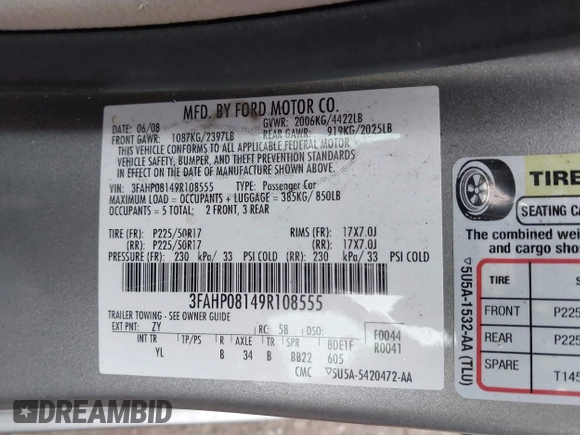 MFD. BY FORD MOTOR CO.
DATE: 06/08 GVWR: 2006KG/4422LB
FRONT GAWR: 1087KG/2397LB REAR GAWR: 919KG/2025LB
THIS VEHICLE CONFORMS TO ALL APPLICABLE FEDERAL MOTOR
VEHICLE SAFETY, BUMPER, AND THEFT PREVENTION STANDARDS
IN EFFECT ON THE DATE OF MANUFACTURE SHOWN ABOVE.
VIN: 3FAHP08149R108555 TYPE: Passenger Car
MAXIMUM LOAD = OCCUPANTS + LUGGAGE = 385KG/ 850LB
OCCUPANTS = 5 TOTAL: 2 FRONT, 3 REAR
TIRE (FR): P225/50R17 RIMS (FR): 17X7.0J
(RR): P225/50R17 (RR): 17X7.0J
PRESSURE (FR): 230 kPa/ 33 PSI COLD (RR): 230 kPa/ 33 PSI COLD
3FAHP08149R108555
TRAILER TOWING - SEE OWNER GUIDE
EXT PNT: ZY RC: 58 DSO: F0044
R0041
INT TR TP/PS R AXLE TR SPR BDE1F
YL B 34 B BB22 605
CMC ▽5U5A-5420472-AA
TIRE
SEATING CA
The combined wei
and cargo sho
TIRE S
FRONT P225
REAR P225
SPARE T145
▽5U5A-1532-AA (TLU)
DREAMBID